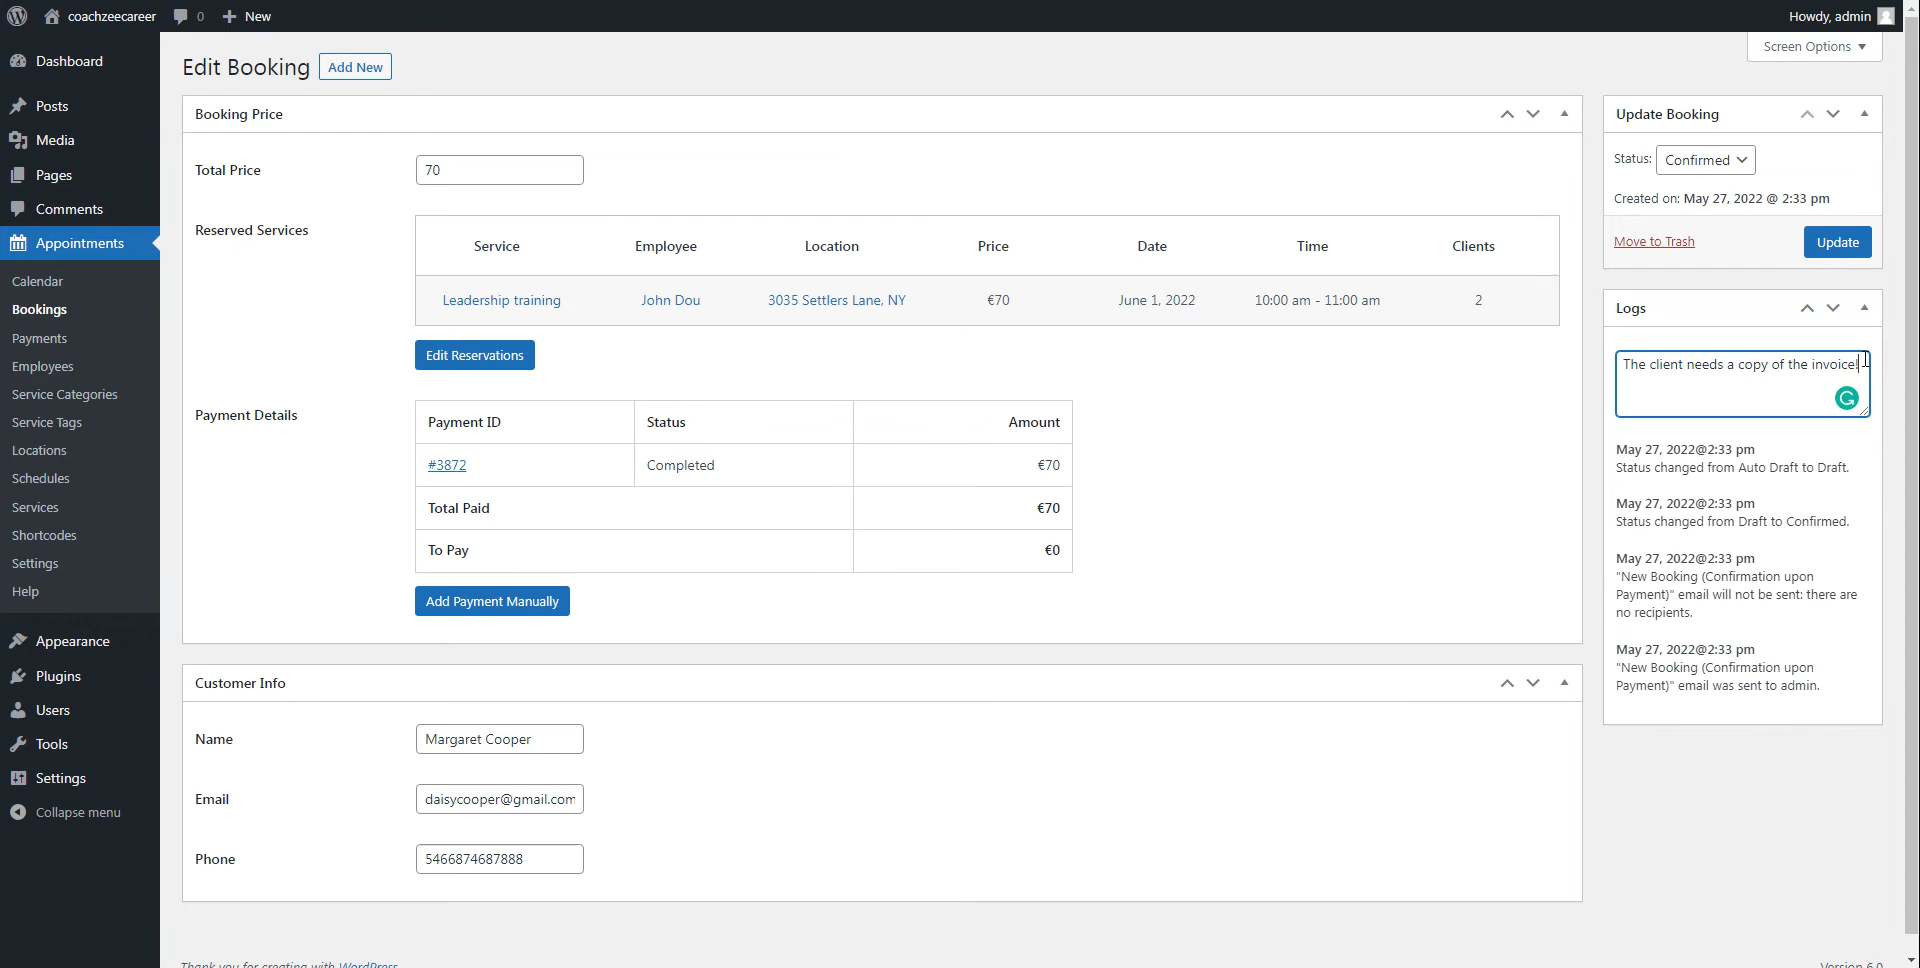 coachzeecareer 0 New Howdy, admin
Screen Options
Dashboard
Posts
Media
Pages
Comments
Appointments
Calendar
Bookings
Payments
Employees
Service Categories
Service Tags
Locations
Schedules
Services
Shortcodes
Settings
Help
Appearance
Plugins
Users
Tools
Settings
Collapse menu
Edit Booking Add New
Booking Price
Total Price 70
Reserved Services
Service Employee Location Price Date Time Clients
Leadership training John Dou 3035 Settlers Lane, NY €70 June 1, 2022 10:00 am - 11:00 am 2
Edit Reservations
Payment Details
Payment ID Status Amount
#3872 Completed €70
Total Paid €70
To Pay €0
Add Payment Manually
Customer Info
Name Margaret Cooper
Email daisycooper@gmail.com
Phone 5466874687888
Update Booking
Status: Confirmed
Created on: May 27, 2022 @ 2:33 pm
Move to Trash Update
Logs
The client needs a copy of the invoice!
May 27, 2022@2:33 pm
Status changed from Auto Draft to Draft.
May 27, 2022@2:33 pm
Status changed from Draft to Confirmed.
May 27, 2022@2:33 pm
"New Booking (Confirmation upon
Payment)" email will not be sent: there are
no recipients.
May 27, 2022@2:33 pm
"New Booking (Confirmation upon
Payment)" email was sent to admin.
Thank you for creating with WordPress
Version 6.0